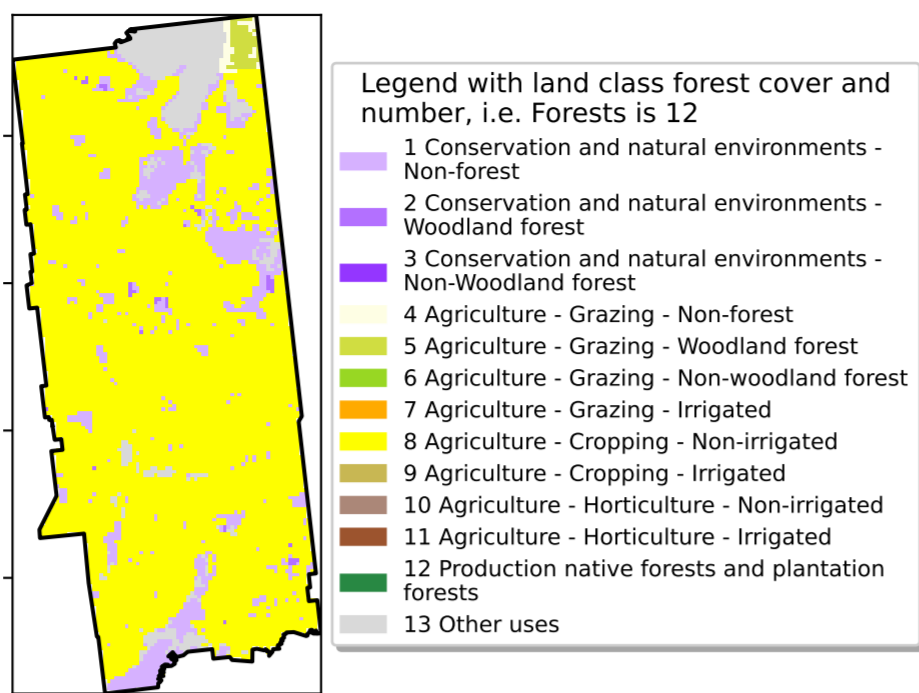 Legend with land class forest cover and
number, i.e. Forests is 12
1 Conservation and natural environments -
Non-forest
2 Conservation and natural environments -
Woodland forest
3 Conservation and natural environments -
Non-Woodland forest
4 Agriculture - Grazing - Non-forest
5 Agriculture - Grazing - Woodland forest
6 Agriculture - Grazing - Non-woodland forest
7 Agriculture - Grazing - Irrigated
8 Agriculture - Cropping - Non-irrigated
9 Agriculture - Cropping - Irrigated
10 Agriculture - Horticulture - Non-irrigated
11 Agriculture - Horticulture - Irrigated
12 Production native forests and plantation
forests
13 Other uses